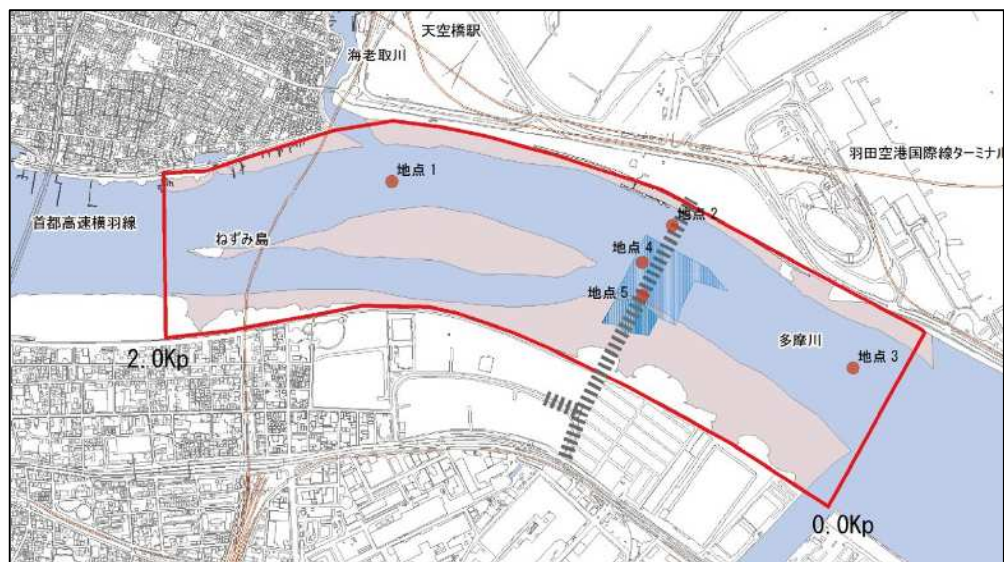 天空橋駅
海老取川
羽田空港国際線ターミナル
地点 1
首都高速横羽線
ねずみ島
地点 2
地点 4
地点 5
多摩川
地点 3
2.0Kp
0.0Kp